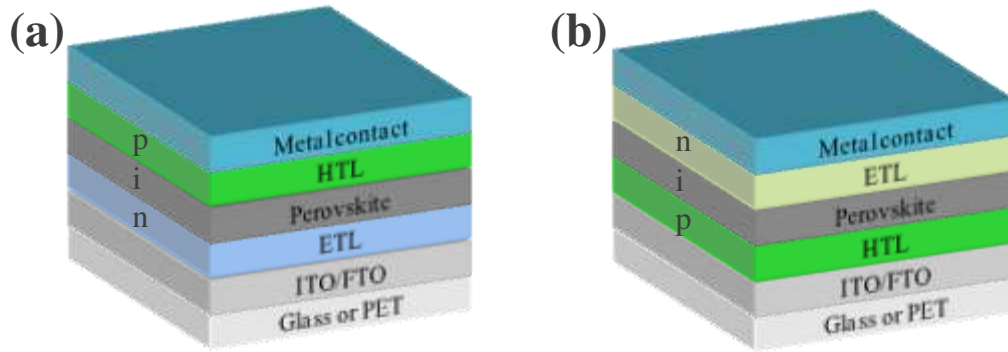 (a)
p
i
n
Metal contact
HTL
Perovskite
ETL
ITO/FTO
Glass or PET
(b)
n
i
p
Metal contact
ETL
Perovskite
HTL
ITO/FTO
Glass or PET